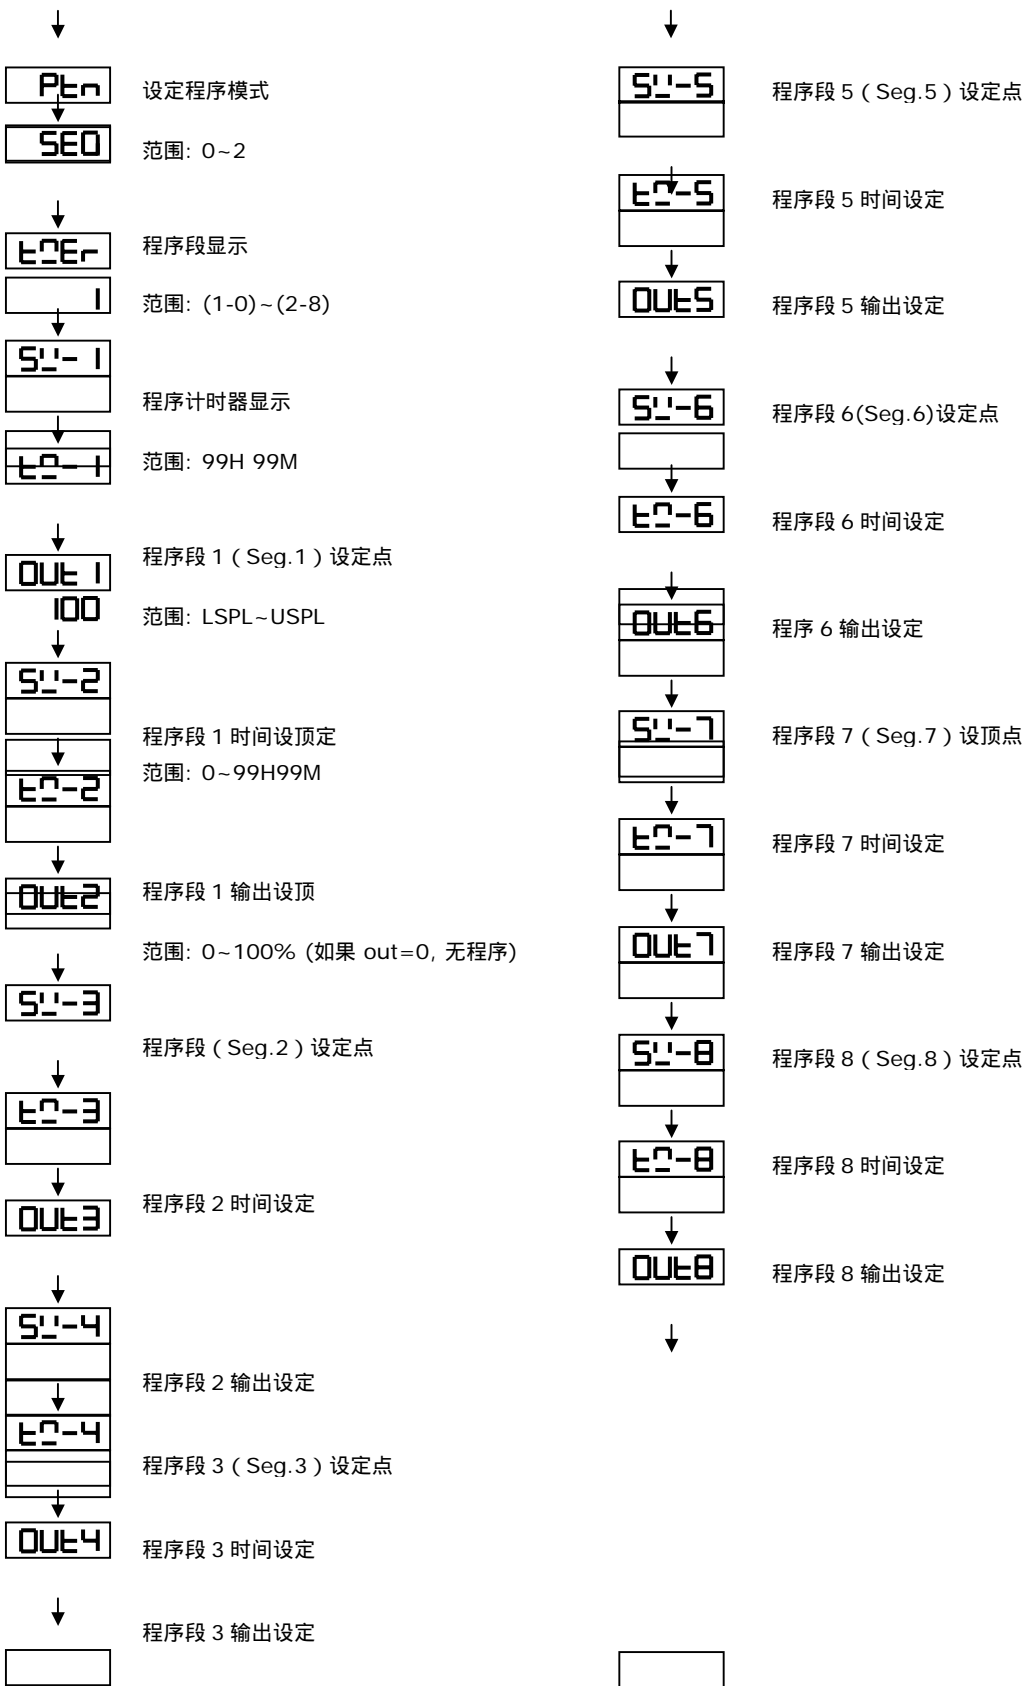 Ptn
设定程序模式
SEO
范围: 0~2
tmEr
程序段显示
1
范围: (1-0)~(2-8)
SV-1
程序计时器显示
tm-1
范围: 99H 99M
OUt1
程序段 1 ( Seg.1 ) 设定点
100
范围: LSPL~USPL
SV-2
程序段 1 时间设顶定
tm-2
范围: 0~99H99M
OUt2
程序段 1 输出设顶
范围: 0~100% (如果 out=0, 无程序)
SV-3
程序段 ( Seg.2 ) 设定点
tm-3
程序段 2 时间设定
OUt3
SV-4
程序段 2 输出设定
tm-4
程序段 3 ( Seg.3 ) 设定点
OUt4
程序段 3 时间设定
程序段 3 输出设定
SV-5
程序段 5 ( Seg.5 ) 设定点
tm-5
程序段 5 时间设定
OUt5
程序段 5 输出设定
SV-6
程序段 6(Seg.6)设定点
tm-6
程序段 6 时间设定
OUt6
程序 6 输出设定
SV-7
程序段 7 ( Seg.7 ) 设顶点
tm-7
程序段 7 时间设定
OUt7
程序段 7 输出设定
SV-8
程序段 8 ( Seg.8 ) 设定点
tm-8
程序段 8 时间设定
OUt8
程序段 8 输出设定